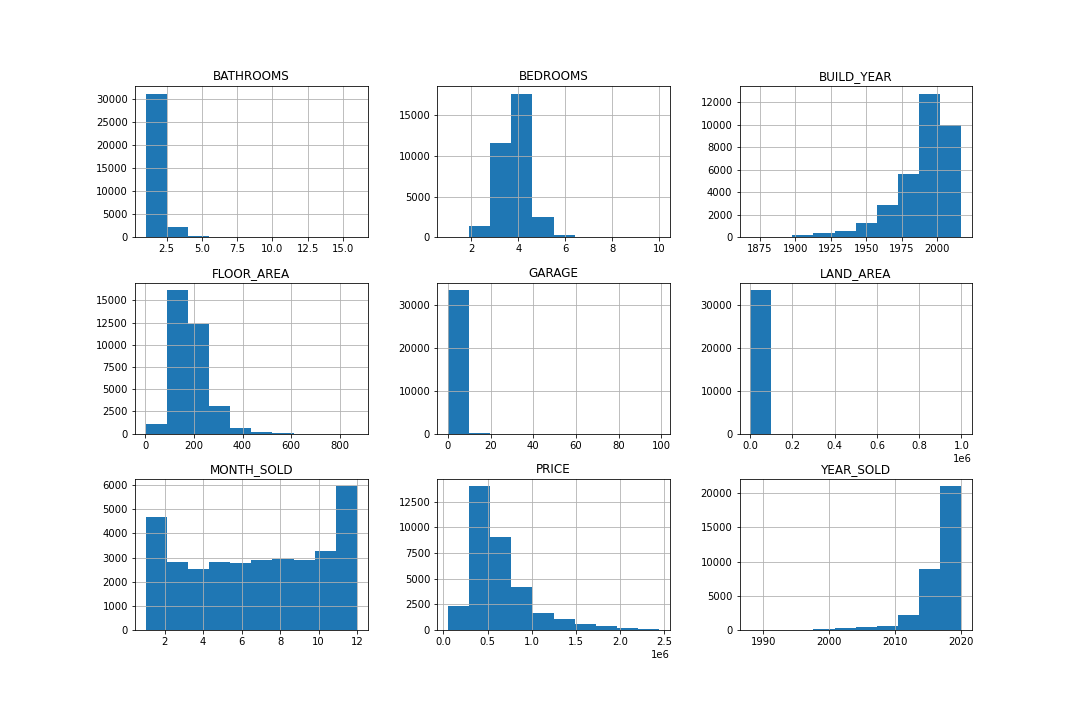 BATHROOMS
30000
25000
20000
15000
10000
5000
0
2.5 5.0 7.5 10.0 12.5 15.0
BEDROOMS
15000
10000
5000
0
2 4 6 8 10
BUILD_YEAR
12000
10000
8000
6000
4000
2000
0
1875 1900 1925 1950 1975 2000
FLOOR_AREA
15000
12500
10000
7500
5000
2500
0
0 200 400 600 800
GARAGE
30000
20000
10000
0
0 20 40 60 80 100
LAND_AREA
30000
20000
10000
0
0.0 0.2 0.4 0.6 0.8 1.0
1e6
MONTH_SOLD
6000
5000
4000
3000
2000
1000
0
2 4 6 8 10 12
PRICE
12500
10000
7500
5000
2500
0
0.0 0.5 1.0 1.5 2.0 2.5
1e6
YEAR_SOLD
20000
15000
10000
5000
0
1990 2000 2010 2020